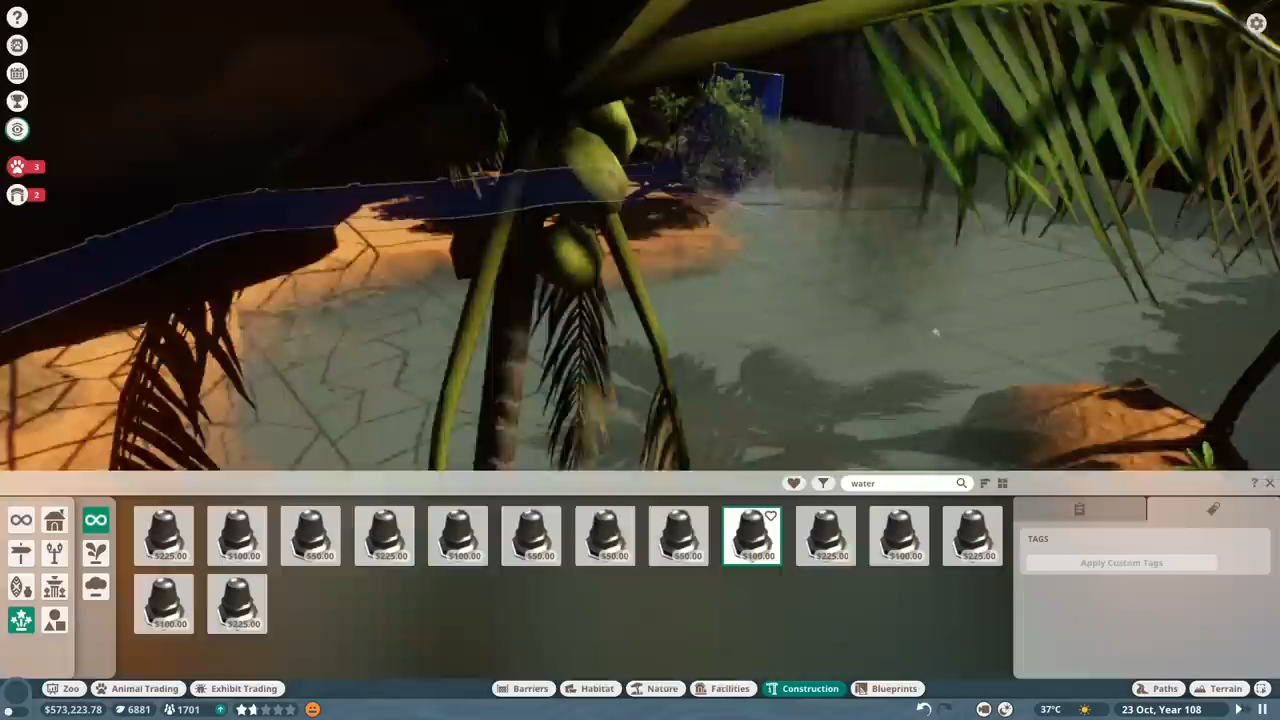 ?
3
2
water
?
$225.00 $100.00 $50.00 $225.00 $100.00 $50.00 $50.00 $50.00 $100.00 $225.00 $100.00 $225.00
$100.00 $225.00
TAGS
Apply Custom Tags
Zoo Animal Trading Exhibit Trading Barriers Habitat Nature Facilities Construction Blueprints Paths Terrain
$573,223.78 6881 1701 37°C 23 Oct, Year 108